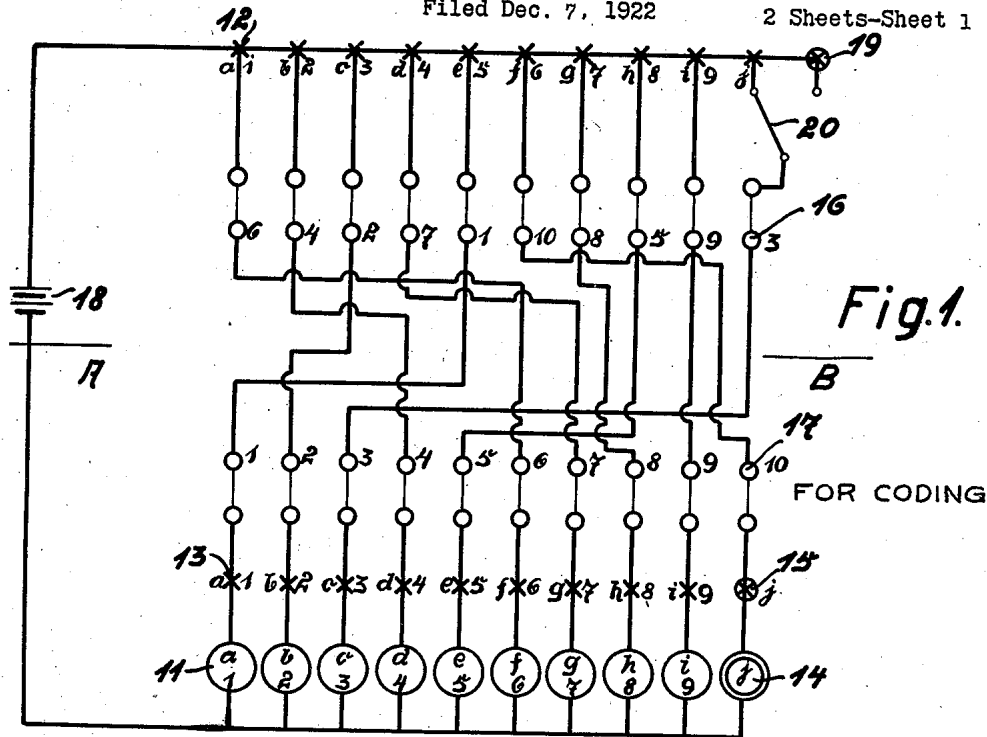 Filed Dec. 7, 1922
2 Sheets-Sheet 1
12
19
a 1 b 2 c 3 d 4 e 5 f 6 g 7 h 8 i 9 j
20
16
6 4 2 7 1 10 8 5 9 3
18
Fig.1.
A
B
17
1 2 3 4 5 6 7 8 9 10
FOR CODING
13
15
a 1 b 2 c 3 d 4 e 5 f 6 g 7 h 8 i 9 j
11
a b c d e f g h i j
14
1 2 3 4 5 6 7 8 9